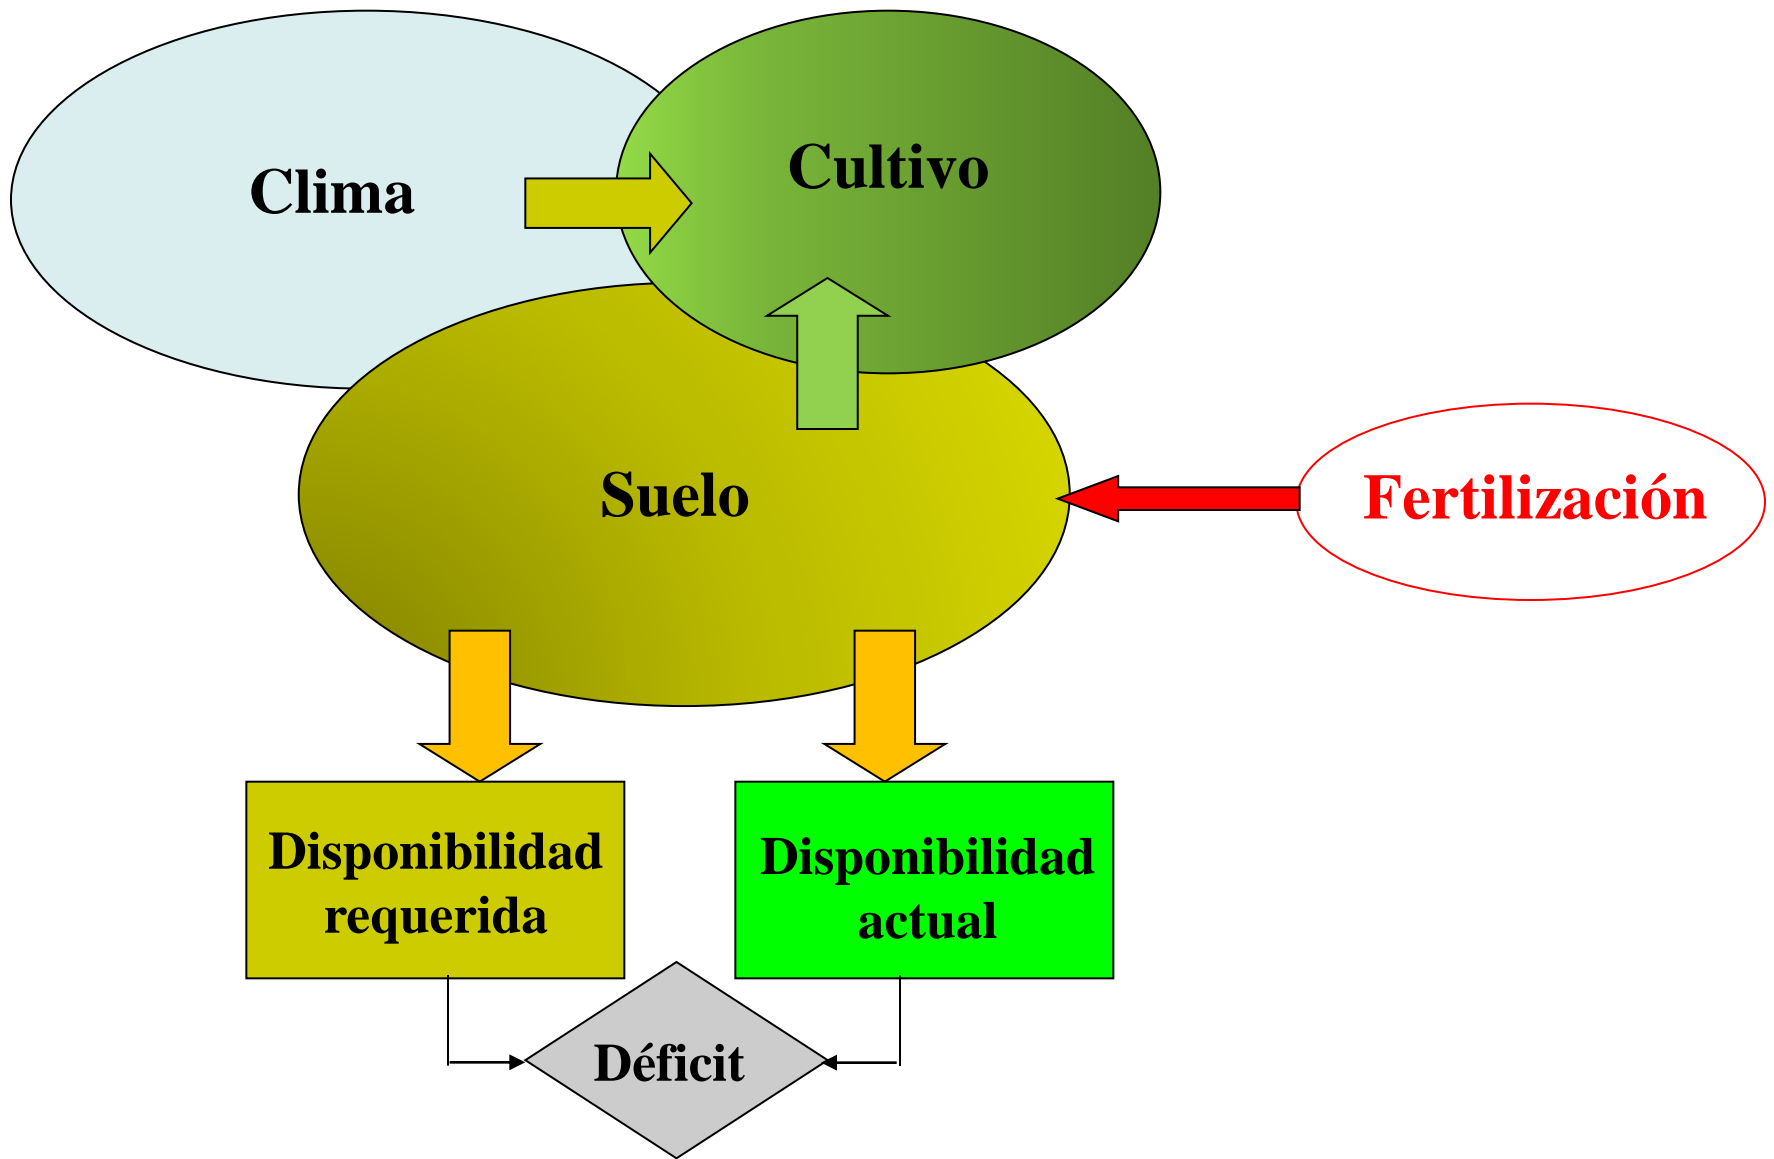 Clima
Cultivo
Suelo
Fertilización
Disponibilidad
requerida
Disponibilidad
actual
Déficit